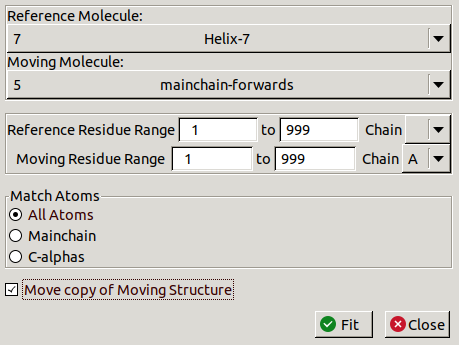 Reference Molecule:
7 Helix-7
Moving Molecule:
5 mainchain-forwards
Reference Residue Range 1 to 999 Chain
Moving Residue Range 1 to 999 Chain A
Match Atoms
All Atoms
Mainchain
C-alphas
Move copy of Moving Structure
Fit Close